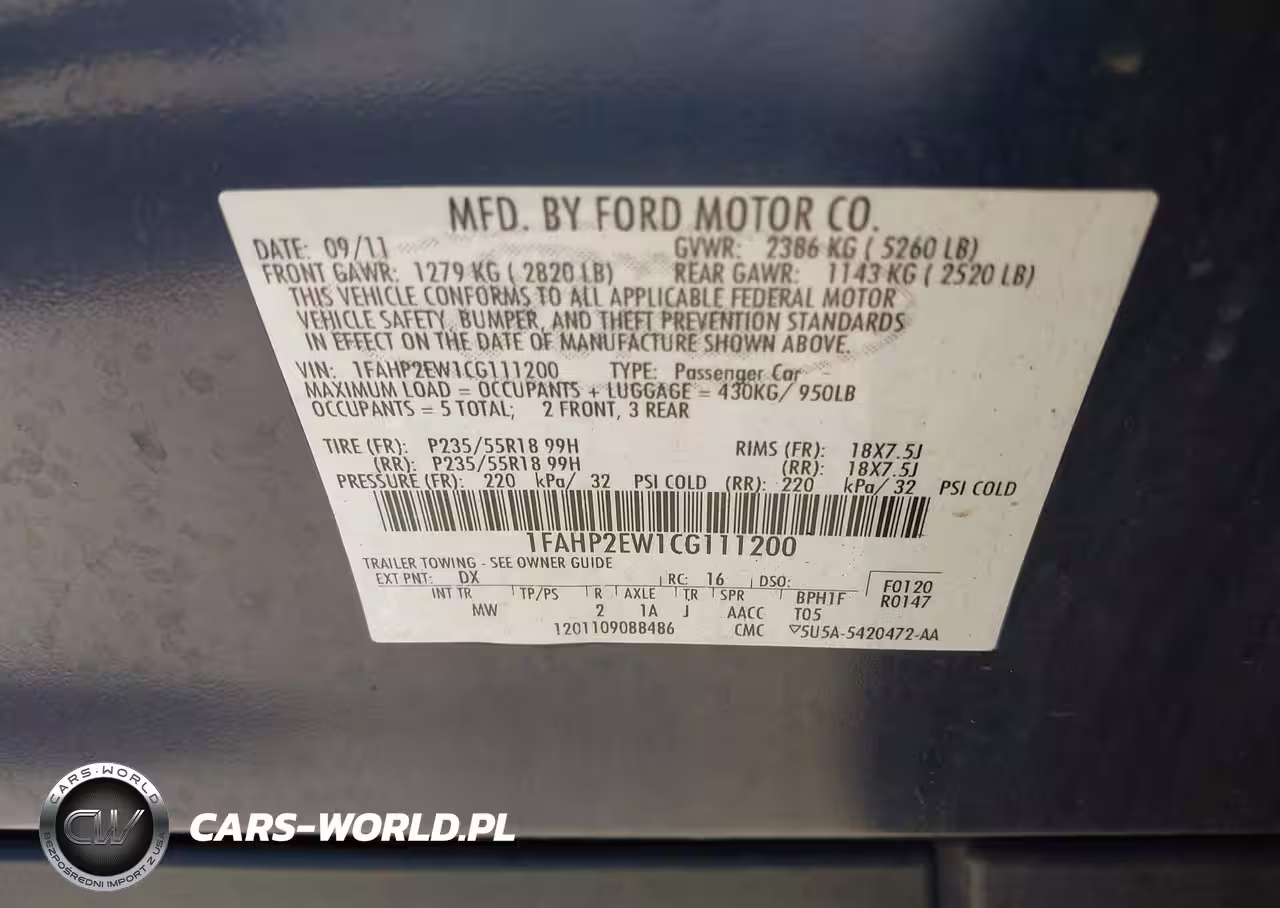 MFD. BY FORD MOTOR CO.
DATE: 09/11 GVWR: 2386 KG ( 5260 LB)
FRONT GAWR: 1279 KG ( 2820 LB) REAR GAWR: 1143 KG ( 2520 LB)
THIS VEHICLE CONFORMS TO ALL APPLICABLE FEDERAL MOTOR
VEHICLE SAFETY, BUMPER, AND THEFT PREVENTION STANDARDS
IN EFFECT ON THE DATE OF MANUFACTURE SHOWN ABOVE.
VIN: 1FAHP2EW1CG111200 TYPE: Passenger Car
MAXIMUM LOAD = OCCUPANTS + LUGGAGE = 430KG/ 950LB
OCCUPANTS = 5 TOTAL; 2 FRONT, 3 REAR
TIRE (FR): P235/55R18 99H RIMS (FR): 18X7.5J
(RR): P235/55R18 99H (RR): 18X7.5J
PRESSURE (FR): 220 kPa/ 32 PSI COLD (RR): 220 kPa/ 32 PSI COLD
1FAHP2EW1CG111200
TRAILER TOWING - SEE OWNER GUIDE
EXT PNT: DX RC: 16 DSO: F0120
INT TR TP/PS R AXLE TR SPR BPH1F R0147
MW 2 1A J AACC T05
1201109088486 CMC ▽5U5A-5420472-AA
CARS-WORLD
CW
BEZPOŚREDNI IMPORT Z USA
CARS-WORLD.PL